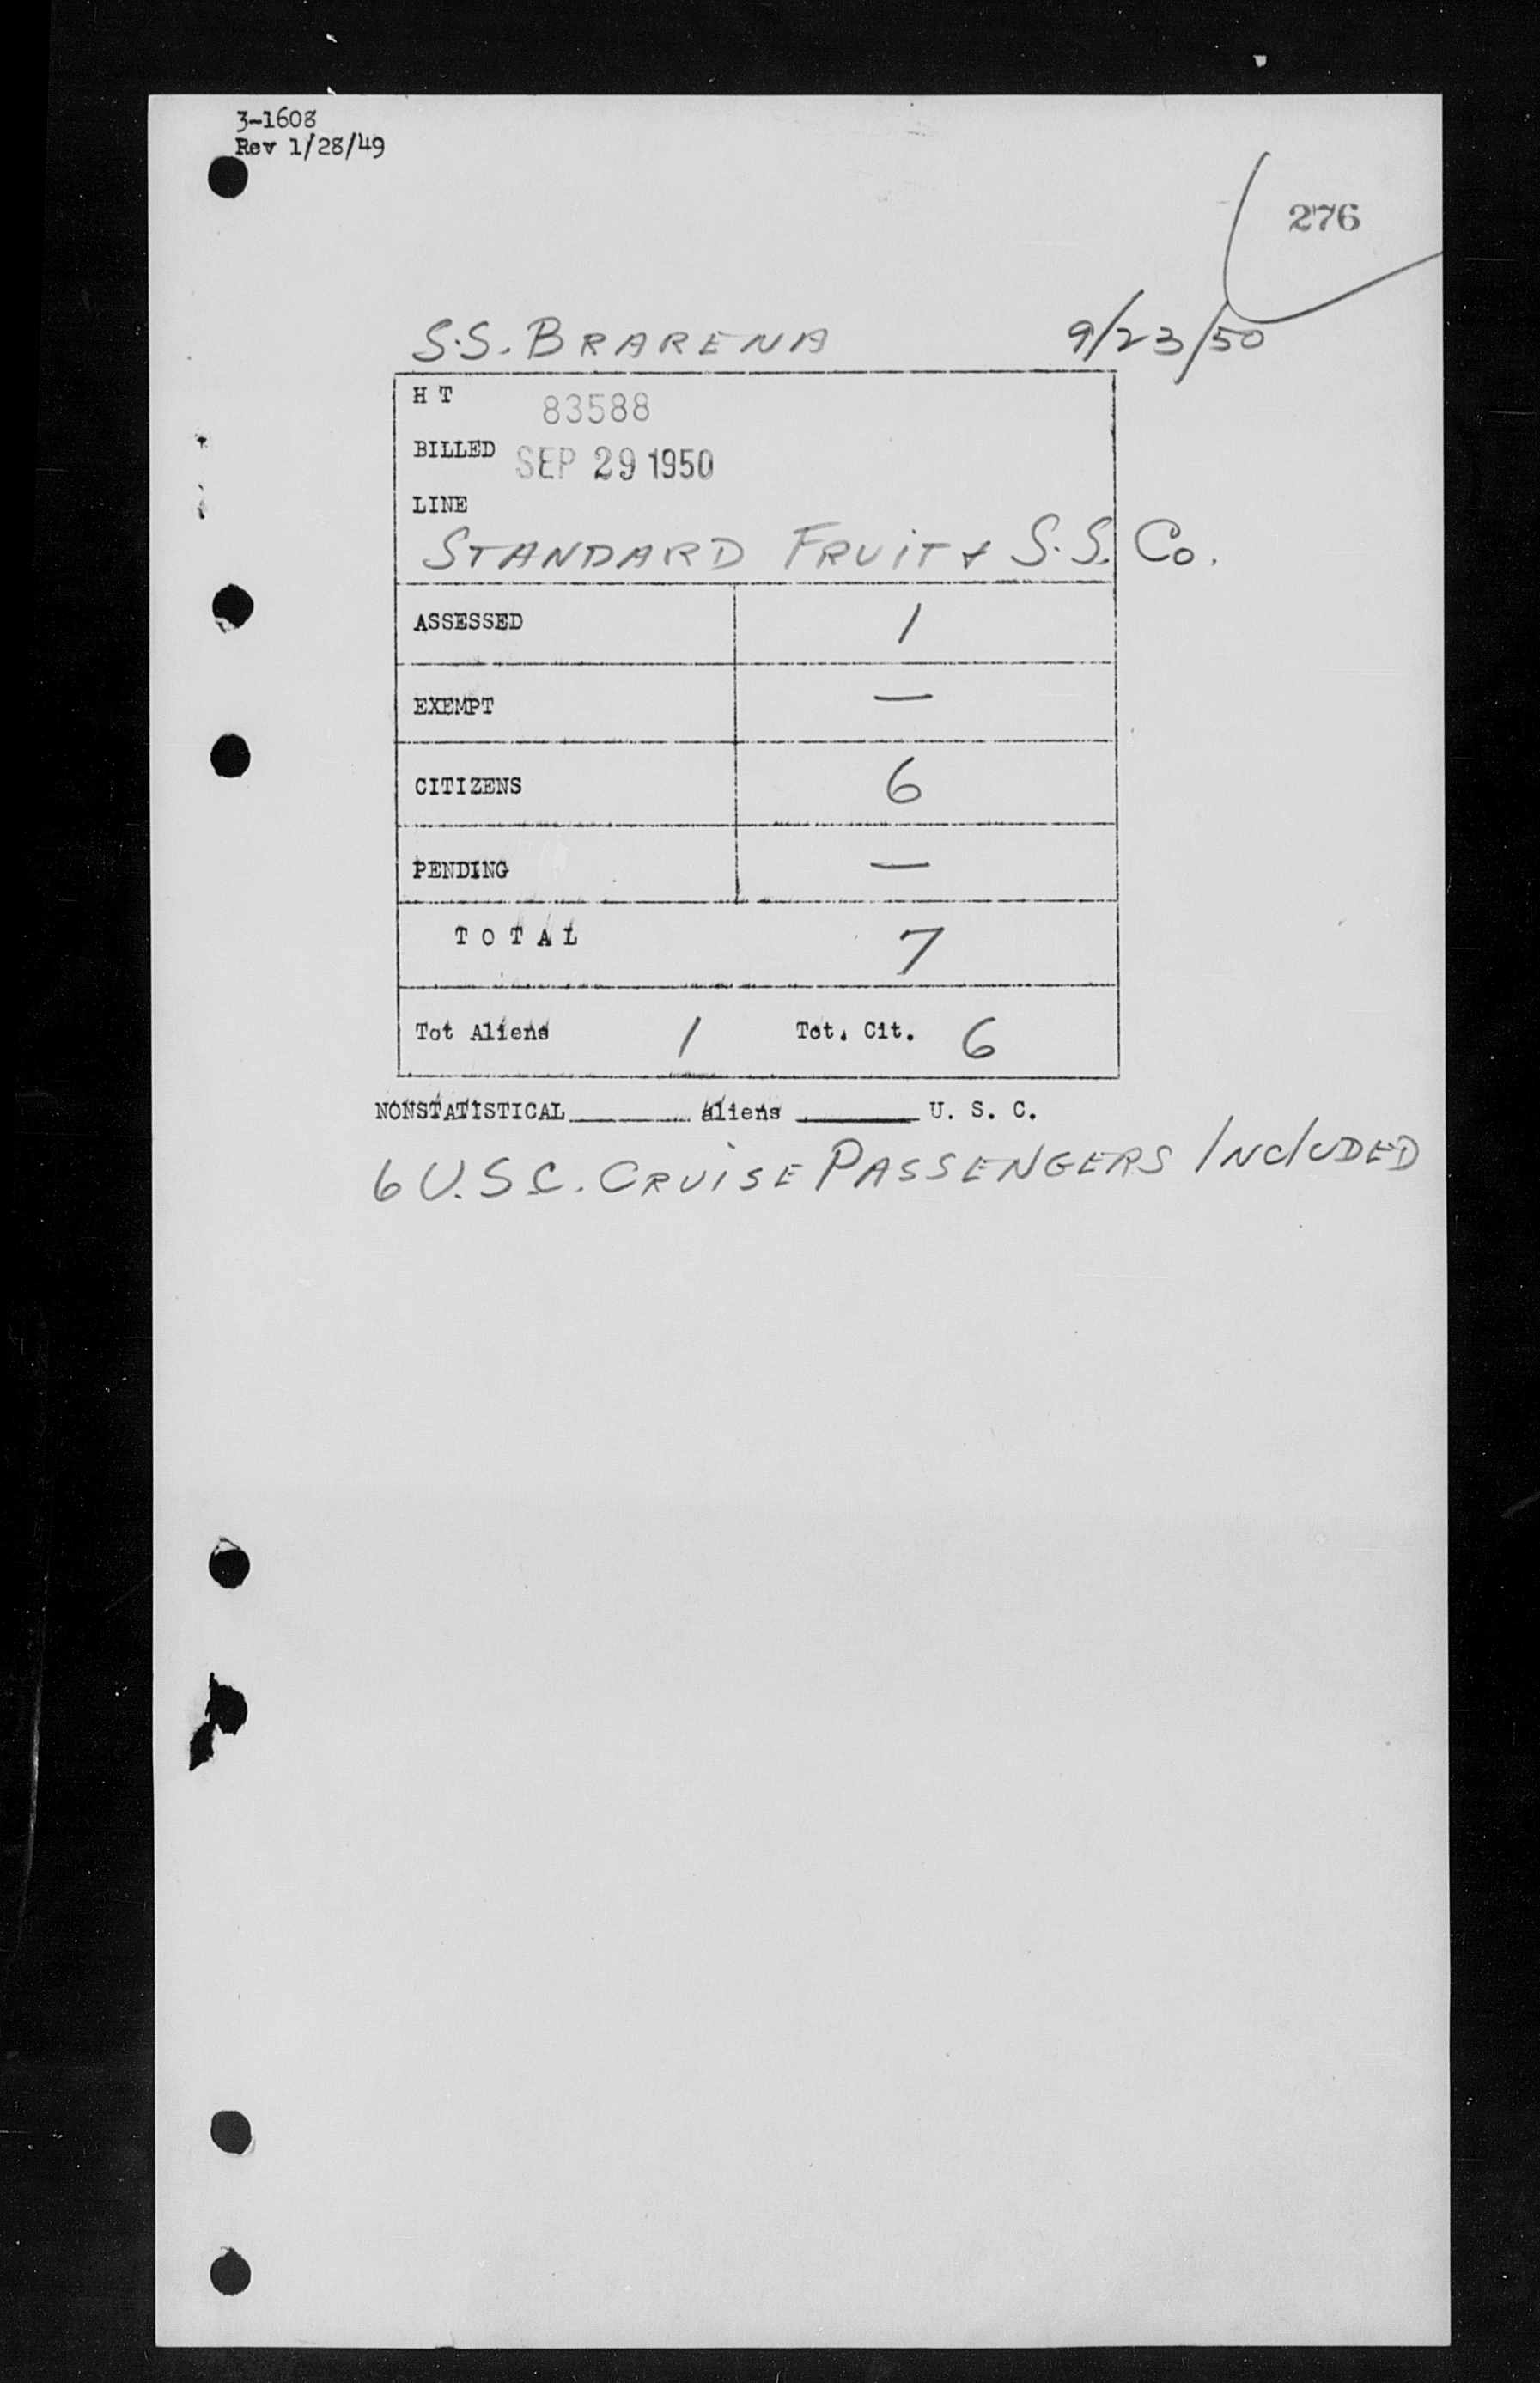 3-1608
Rev 1/28/49
276
S.S. BRARENA 9/23/50
H T 83588
BILLED SEP 29 1950
LINE
STANDARD FRUIT & S.S. Co.
ASSESSED 1
EXEMPT —
CITIZENS 6
PENDING —
TOTAL 7
Tot Aliens 1 Tot. Cit. 6
NONSTATISTICAL______ aliens ______ U. S. C.
6 U.S.C. CRUISE PASSENGERS INCLUDED